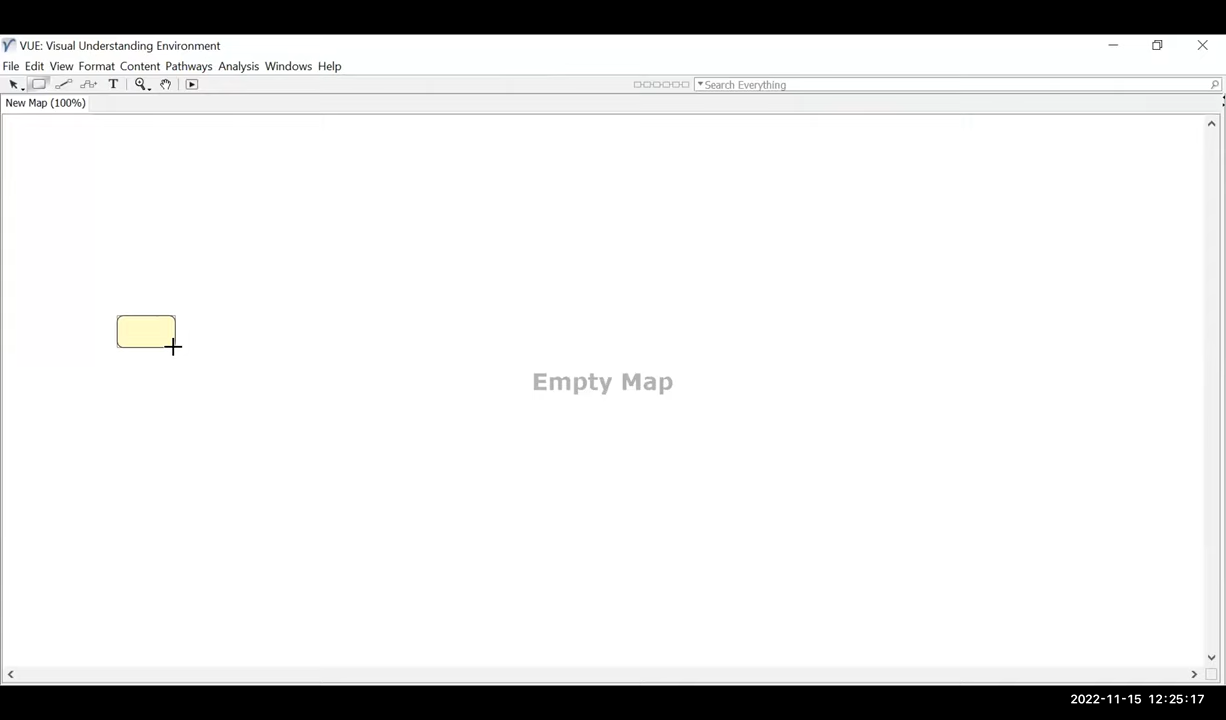 VUE: Visual Understanding Environment
File Edit View Format Content Pathways Analysis Windows Help
T
Search Everything
New Map (100%)
Empty Map
2022-11-15 12:25:17